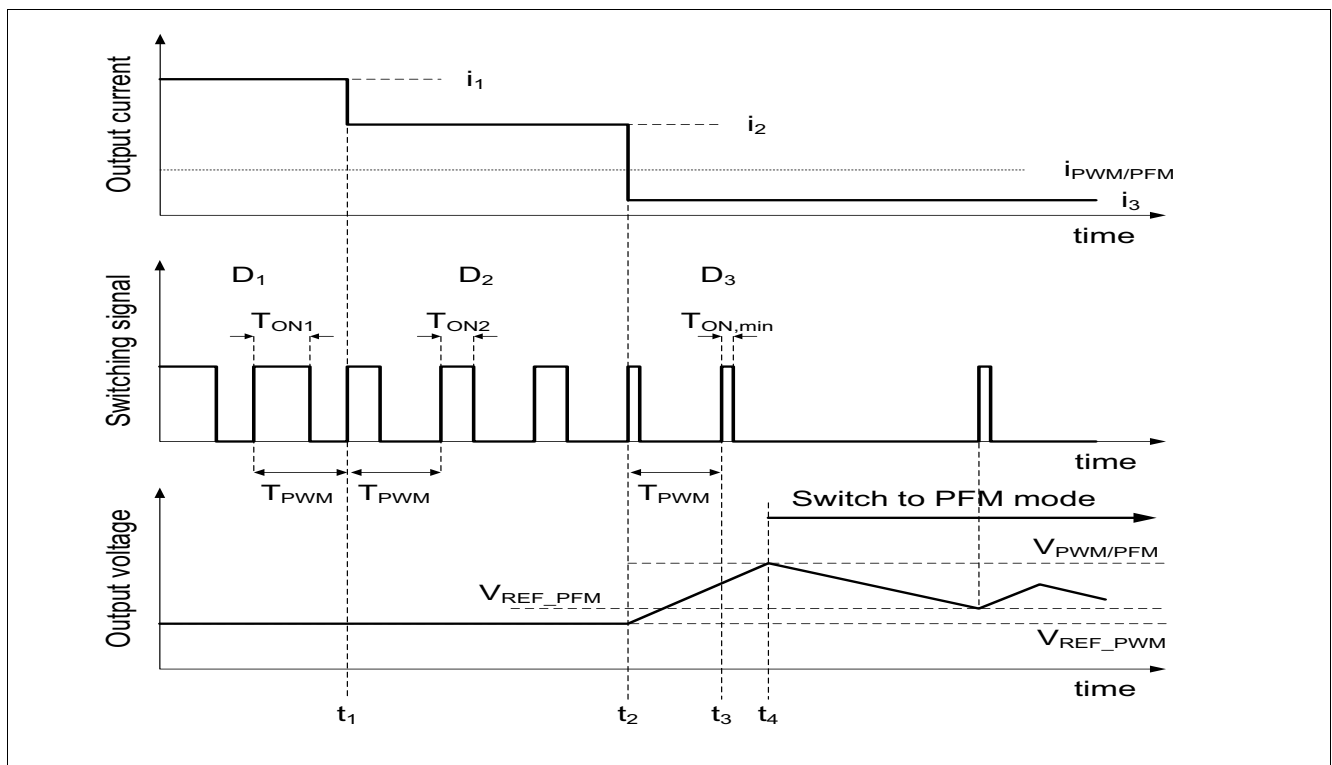 Output current
i1
i2
iPWM/PFM
i3
time
Switching signal
D1
D2
D3
TON1
TON2
TON,min
time
TPWM
TPWM
TPWM
Output voltage
Switch to PFM mode
VPWM/PFM
VREF_PFM
VREF_PWM
time
t1
t2
t3
t4